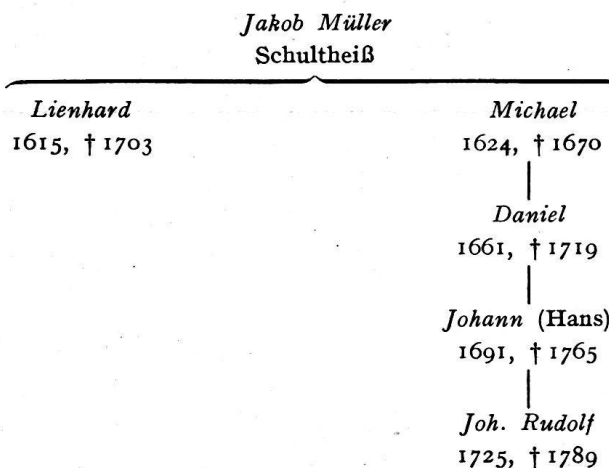 Jakob Müller
Schultheiß
Lienhard
1615, † 1703
Michael
1624, † 1670
Daniel
1661, † 1719
Johann (Hans)
1691, † 1765
Joh. Rudolf
1725, † 1789